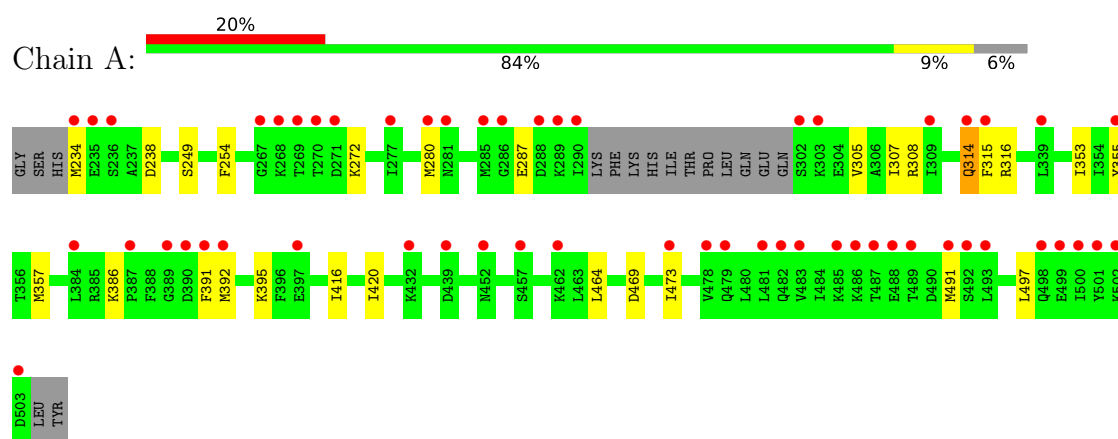 20%
Chain A:
84% 9% 6%
GLY SER HIS M234 E235 S236 A237 D238 S249 F254 G267 K268 T269 T270 D271 K272 I277 M280 N281 M285 G286 E287 D288 K289 I290 LYS PHE LYS HIS ILE THR PRO LEU GLN GLU GLN S302 K303 E304 V305 A306 I307 R308 I309 Q314 F315 R316 L339 I353 I354 Y355
T356 M357 L384 R385 K386 P387 F388 G389 D390 F391 M392 K395 F396 E397 I416 I420 K432 D439 N452 S457 K462 L463 L464 D469 I473 V478 Q479 L480 L481 Q482 V483 I484 K485 K486 T487 E488 T489 D490 M491 S492 L493 L497 Q498 E499 I500 Y501 K502
D503 LEU TYR